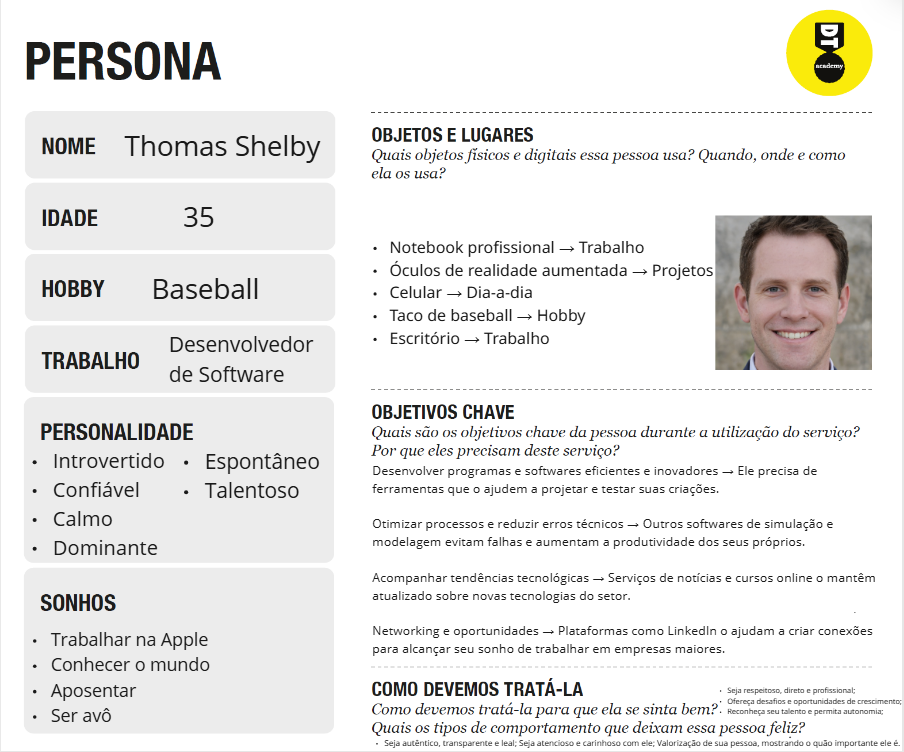 PERSONA
DT
academy
NOME Thomas Shelby
IDADE 35
HOBBY Baseball
TRABALHO Desenvolvedor
de Software
PERSONALIDADE
• Introvertido
• Confiável
• Calmo
• Dominante
• Espontâneo
• Talentoso
SONHOS
• Trabalhar na Apple
• Conhecer o mundo
• Aposentar
• Ser avô
OBJETOS E LUGARES
Quais objetos físicos e digitais essa pessoa usa? Quando, onde e como
ela os usa?
• Notebook profissional → Trabalho
• Óculos de realidade aumentada → Projetos
• Celular → Dia-a-dia
• Taco de baseball → Hobby
• Escritório → Trabalho
OBJETIVOS CHAVE
Quais são os objetivos chave da pessoa durante a utilização do serviço?
Por que eles precisam deste serviço?
Desenvolver programas e softwares eficientes e inovadores → Ele precisa de
ferramentas que o ajudem a projetar e testar suas criações.
Otimizar processos e reduzir erros técnicos → Outros softwares de simulação e
modelagem evitam falhas e aumentam a produtividade dos seus próprios.
Acompanhar tendências tecnológicas → Serviços de notícias e cursos online o mantêm
atualizado sobre novas tecnologias do setor.
Networking e oportunidades → Plataformas como LinkedIn o ajudam a criar conexões
para alcançar seu sonho de trabalhar em empresas maiores.
COMO DEVEMOS TRATÁ-LA
Como devemos tratá-la para que ela se sinta bem?
Quais os tipos de comportamento que deixam essa pessoa feliz?
• Seja respeitoso, direto e profissional;
• Ofereça desafios e oportunidades de crescimento;
• Reconheça seu talento e permita autonomia;
• Seja autêntico, transparente e leal; Seja atencioso e carinhoso com ele; Valorização de sua pessoa, mostrando o quão importante ele é.